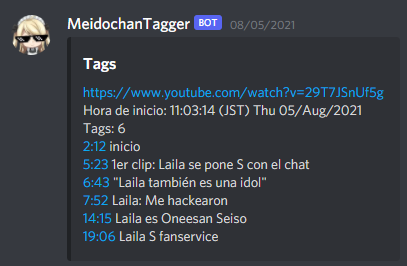 MeidochanTagger BOT 08/05/2021
Tags
https://www.youtube.com/watch?v=29T7JSnUf5g
Hora de inicio: 11:03:14 (JST) Thu 05/Aug/2021
Tags: 6
2:12 inicio
5:23 1er clip: Laila se pone S con el chat
6:43 "Laila también es una idol"
7:52 Laila: Me hackearon
14:15 Laila es Oneesan Seiso
19:06 Laila S fanservice